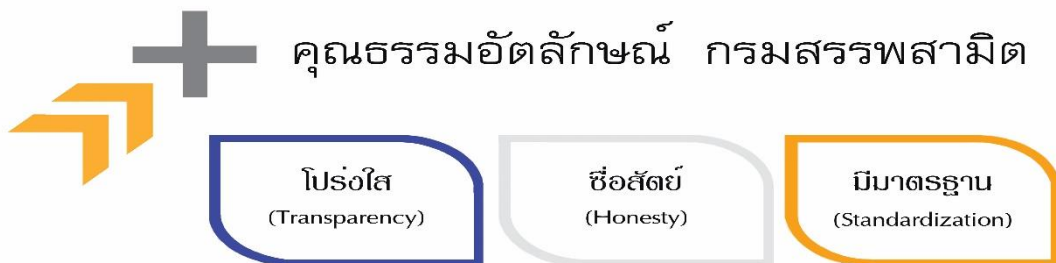 คุณธรรมอัตลักษณ์ กรมสรรพสามิต
โปร่งใส
(Transparency)
ซื่อสัตย์
(Honesty)
มีมาตรฐาน
(Standardization)